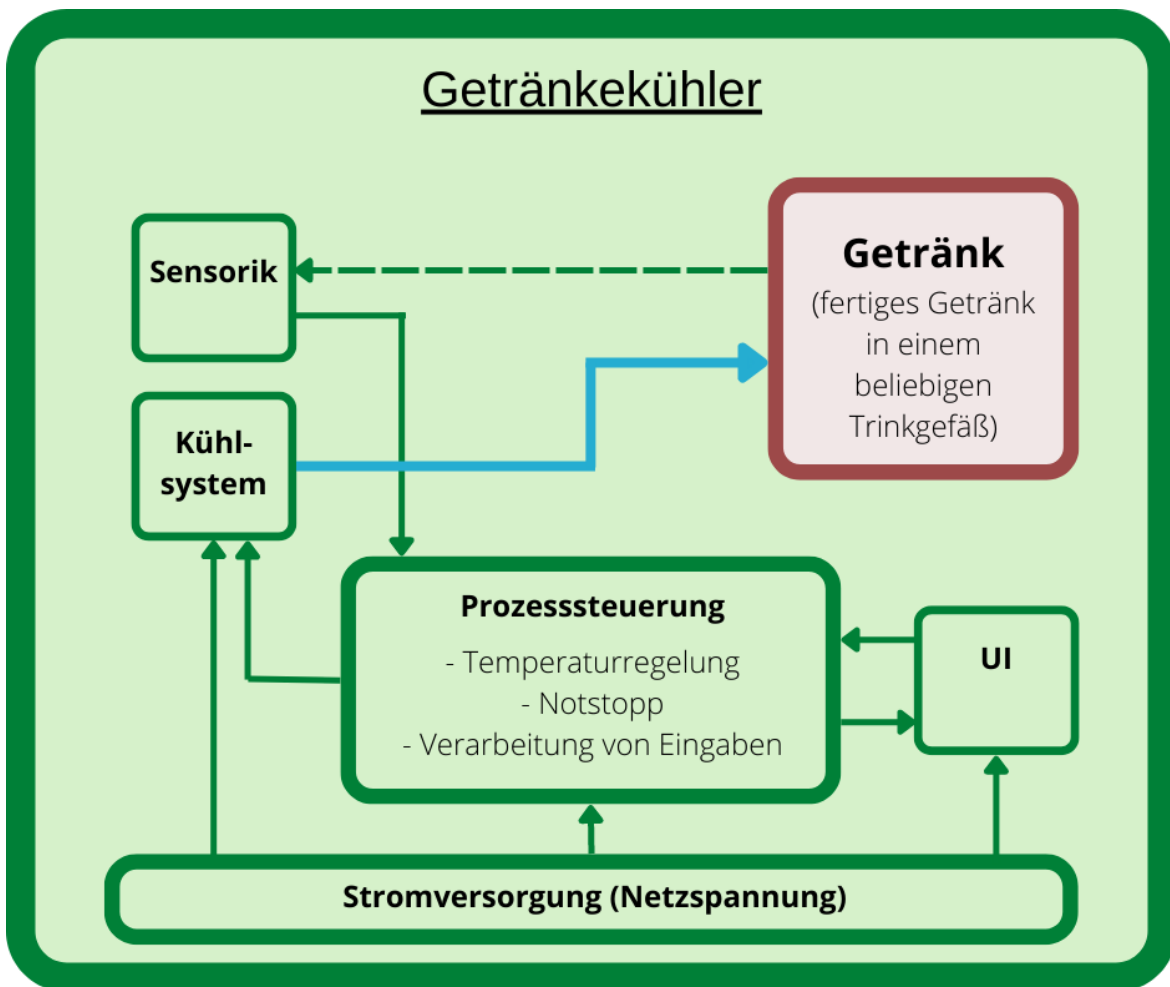 Getränkekühler
Sensorik
Getränk
(fertiges Getränk
in einem
beliebigen
Trinkgefäß)
Kühl-
system
Prozesssteuerung
- Temperaturregelung
- Notstopp
- Verarbeitung von Eingaben
UI
Stromversorgung (Netzspannung)